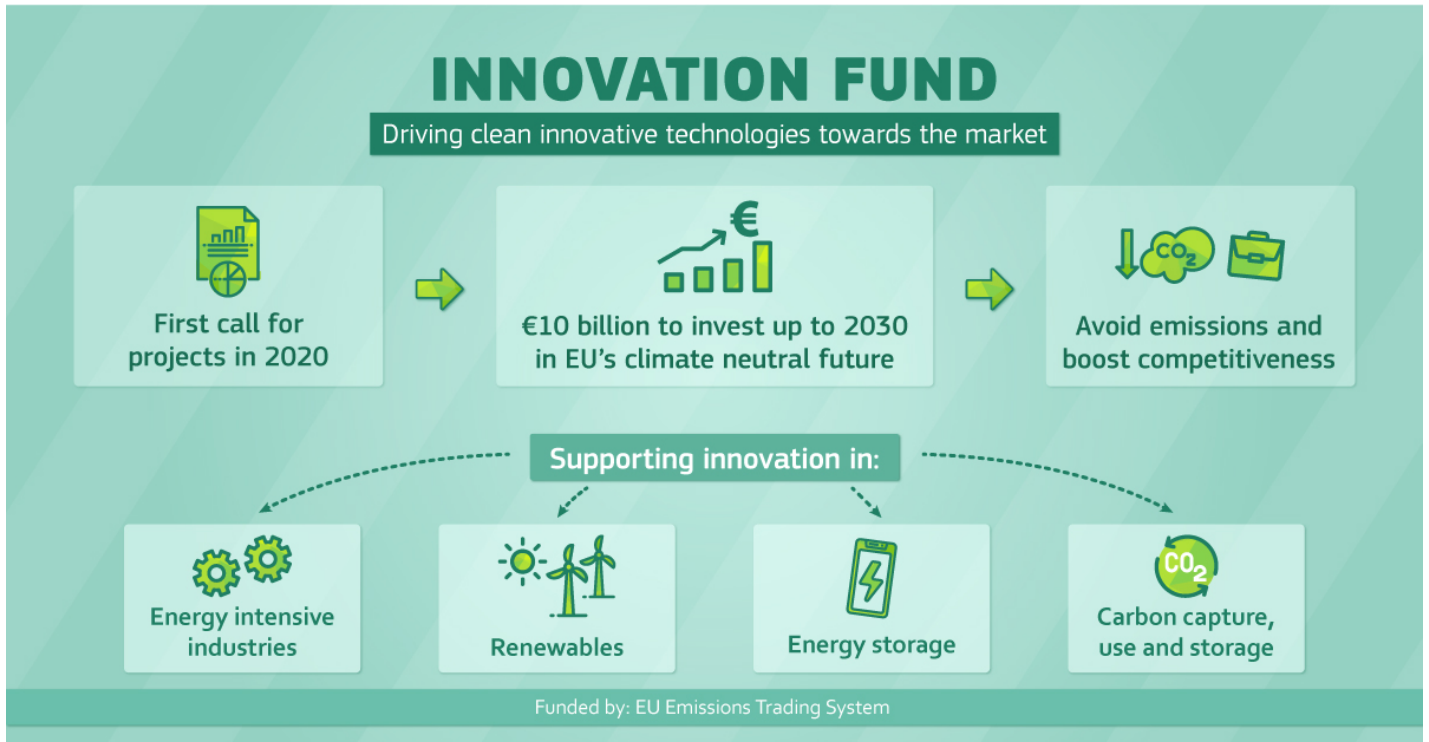 INNOVATION FUND
Driving clean innovative technologies towards the market
First call for
projects in 2020
€
€10 billion to invest up to 2030
in EU’s climate neutral future
CO₂
Avoid emissions and
boost competitiveness
Supporting innovation in:
Energy intensive
industries
Renewables
Energy storage
CO₂
Carbon capture,
use and storage
Funded by: EU Emissions Trading System